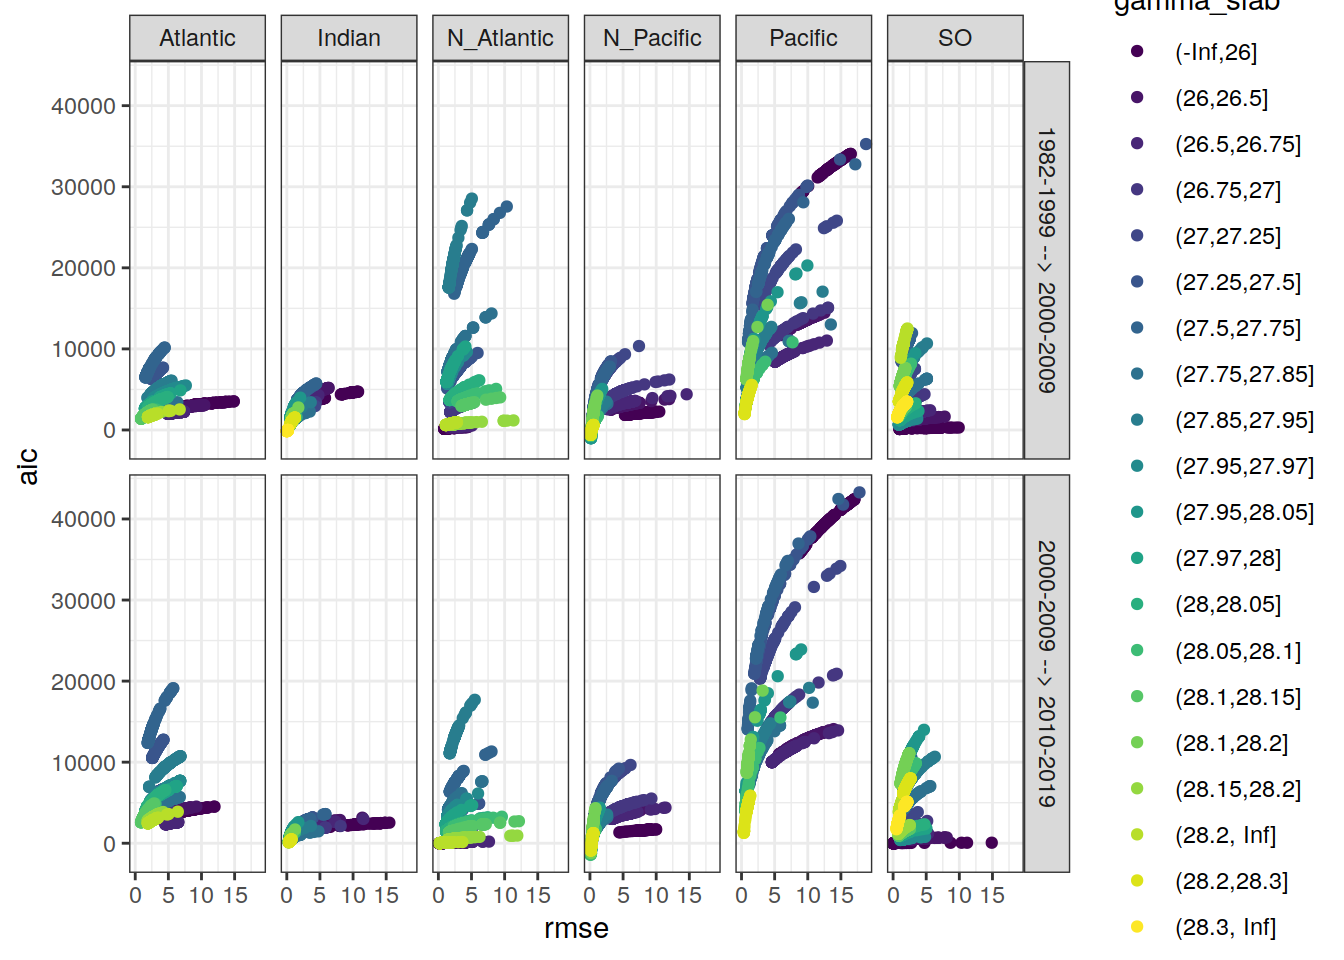 gamma_slab
Atlantic
Indian
N_Atlantic
N_Pacific
Pacific
SO
1982-1999 --> 2000-2009
2000-2009 --> 2010-2019
40000
30000
20000
10000
0
40000
30000
20000
10000
0
aic
0 5 10 15
0 5 10 15
0 5 10 15
0 5 10 15
0 5 10 15
0 5 10 15
rmse
(-Inf,26]
(26,26.5]
(26.5,26.75]
(26.75,27]
(27,27.25]
(27.25,27.5]
(27.5,27.75]
(27.75,27.85]
(27.85,27.95]
(27.95,27.97]
(27.95,28.05]
(27.97,28]
(28,28.05]
(28.05,28.1]
(28.1,28.15]
(28.1,28.2]
(28.15,28.2]
(28.2, Inf]
(28.2,28.3]
(28.3, Inf]